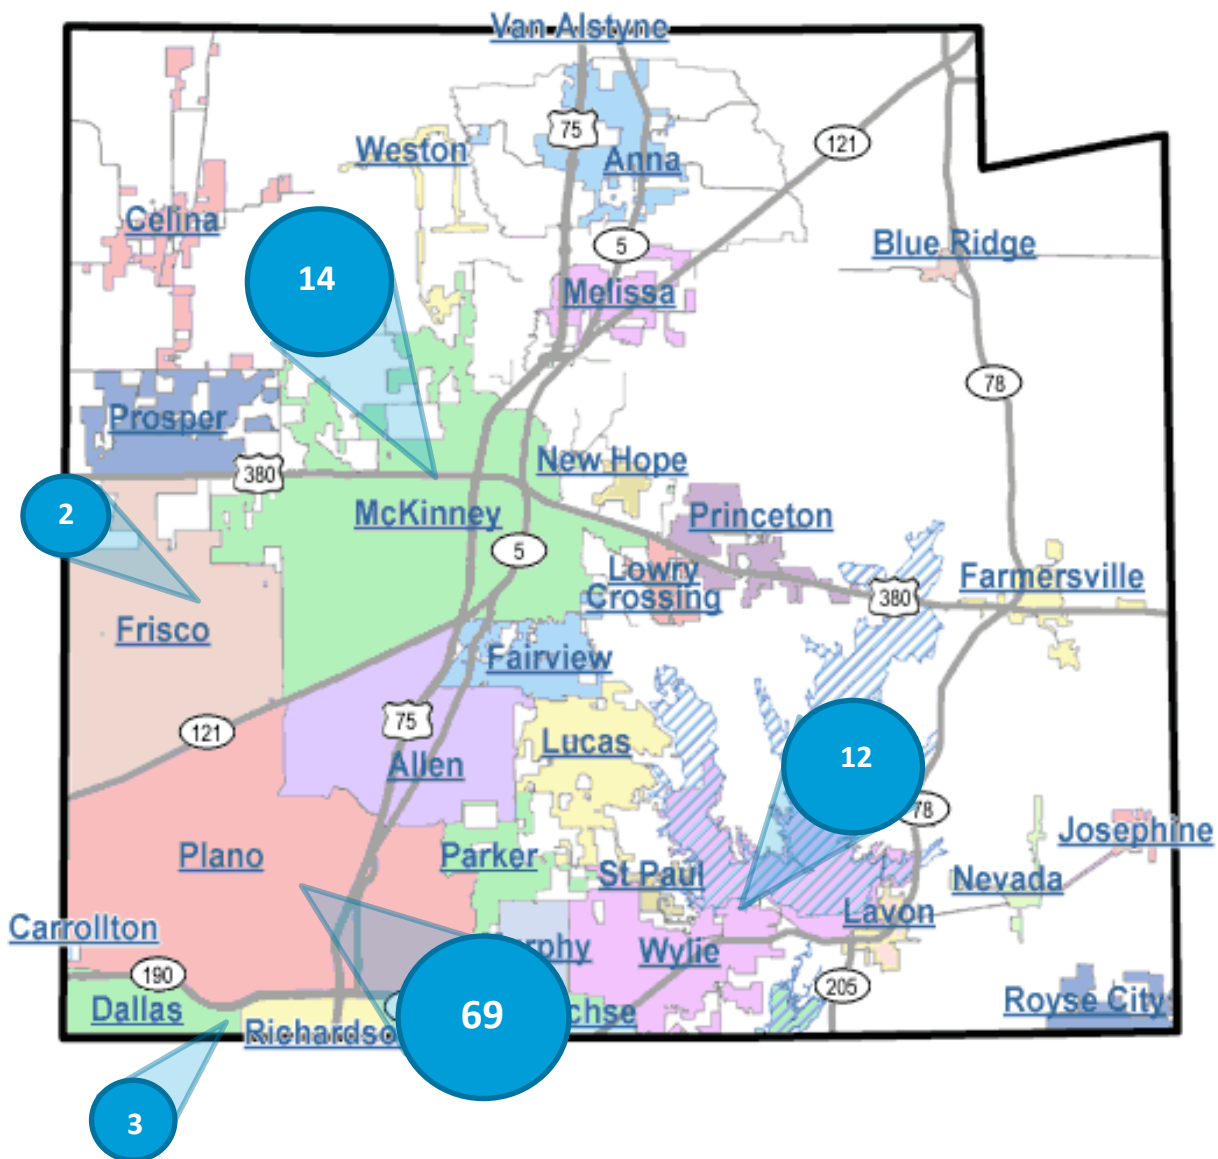 Van Alstyne
75
121
Weston
Anna
Celina
5
Blue Ridge
14
Melissa
78
Prosper
380
New Hope
2
McKinney
Princeton
5
Lowry
Crossing
380
Farmersville
Frisco
Fairview
121
75
Lucas
12
Allen
78
Josephine
Plano
Parker
St Paul
Nevada
Lavon
Carrollton
Wylie
190
205
Dallas
69
Royse City
3